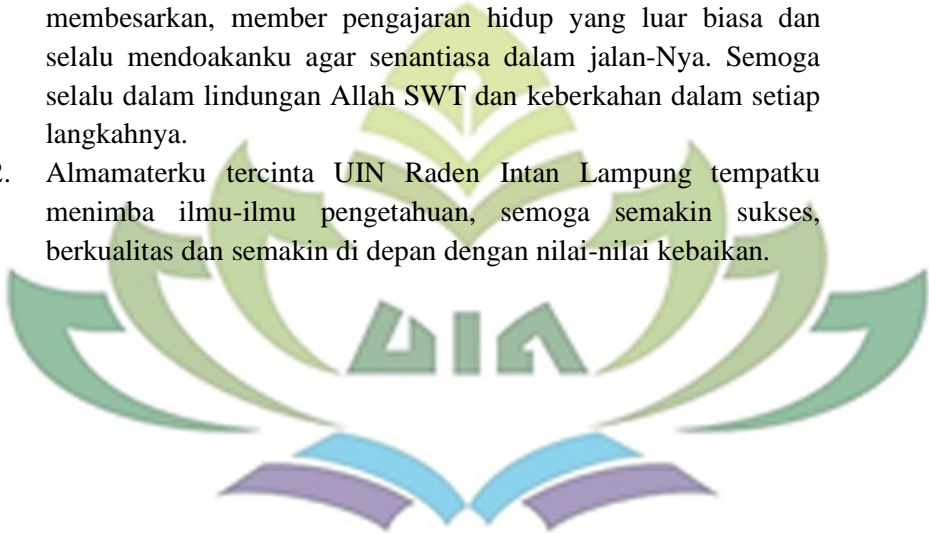 membesarkan, member pengajaran hidup yang luar biasa dan
selalu mendoakanku agar senantiasa dalam jalan-Nya. Semoga
selalu dalam lindungan Allah SWT dan keberkahan dalam setiap
langkahnya.
2. Almamaterku tercinta UIN Raden Intan Lampung tempatku
menimba ilmu-ilmu pengetahuan, semoga semakin sukses,
berkualitas dan semakin di depan dengan nilai-nilai kebaikan.
UIN